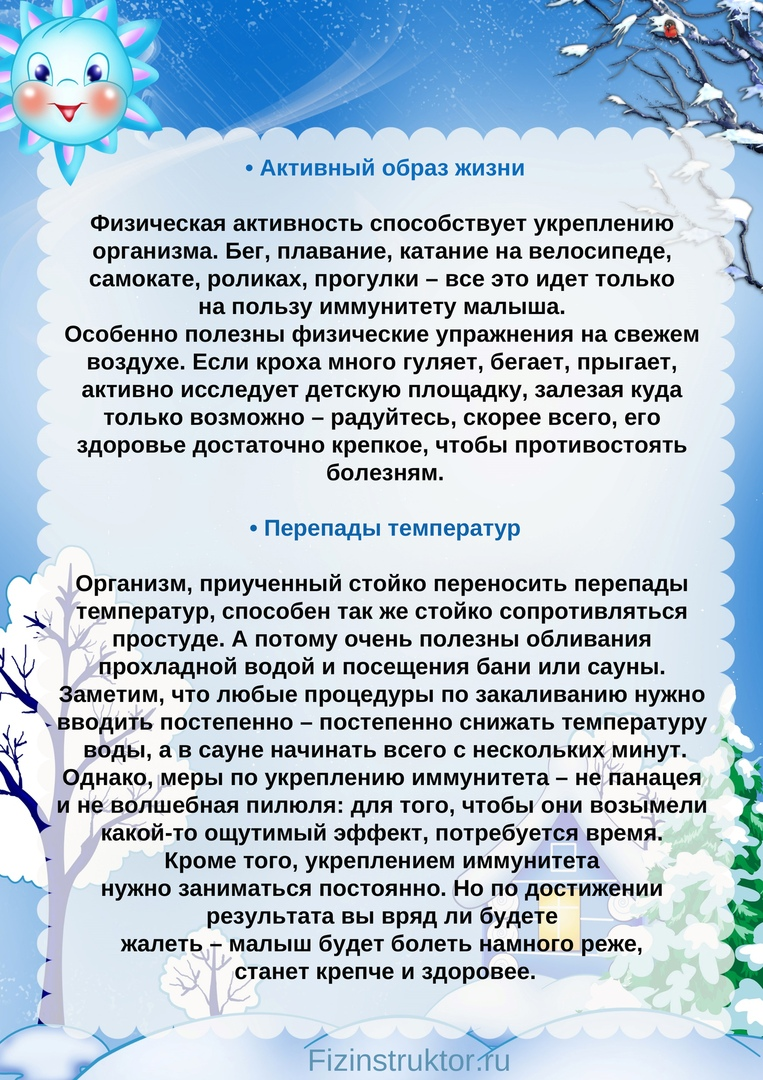 • Активный образ жизни
Физическая активность способствует укреплению
организма. Бег, плавание, катание на велосипеде,
самокате, роликах, прогулки – все это идет только
на пользу иммунитету малыша.
Особенно полезны физические упражнения на свежем
воздухе. Если кроха много гуляет, бегает, прыгает,
активно исследует детскую площадку, залезая куда
только возможно – радуйтесь, скорее всего, его
здоровье достаточно крепкое, чтобы противостоять
болезням.
• Перепады температур
Организм, приученный стойко переносить перепады
температур, способен так же стойко сопротивляться
простуде. А потому очень полезны обливания
прохладной водой и посещения бани или сауны.
Заметим, что любые процедуры по закаливанию нужно
вводить постепенно – постепенно снижать температуру
воды, а в сауне начинать всего с нескольких минут.
Однако, меры по укреплению иммунитета – не панацея
и не волшебная пилюля: для того, чтобы они возымели
какой-то ощутимый эффект, потребуется время.
Кроме того, укреплением иммунитета
нужно заниматься постоянно. Но по достижении
результата вы вряд ли будете
жалеть – малыш будет болеть намного реже,
станет крепче и здоровее.
Fizinstruktor.ru